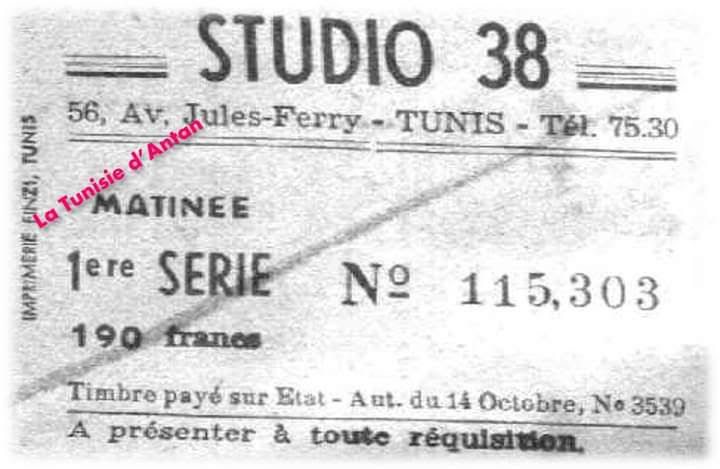 STUDIO 38
56, Av. Jules-Ferry - TUNIS - Tél. 75.30
La Tunisie d'Antan
IMPRIMERIE FINZI, TUNIS
MATINEE
1ere SERIE Nº 115,303
190 francs
Timbre payé sur Etat - Aut. du 14 Octobre, No 3539
A présenter à toute réquisition.